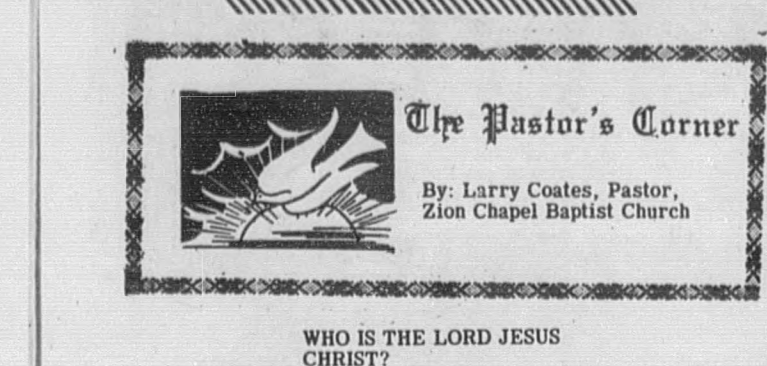 The Pastor's Corner
By: Larry Coates, Pastor,
Zion Chapel Baptist Church
WHO IS THE LORD JESUS
CHRIST?